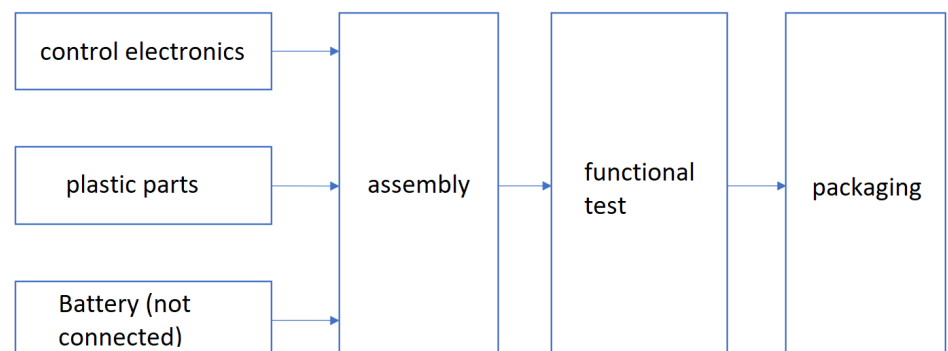 control electronics
plastic parts
Battery (not
connected)
assembly
functional
test
packaging